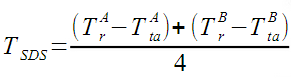 T_SDS = ((T_r^A − T_ta^A) + (T_r^B − T_ta^B)) / 4